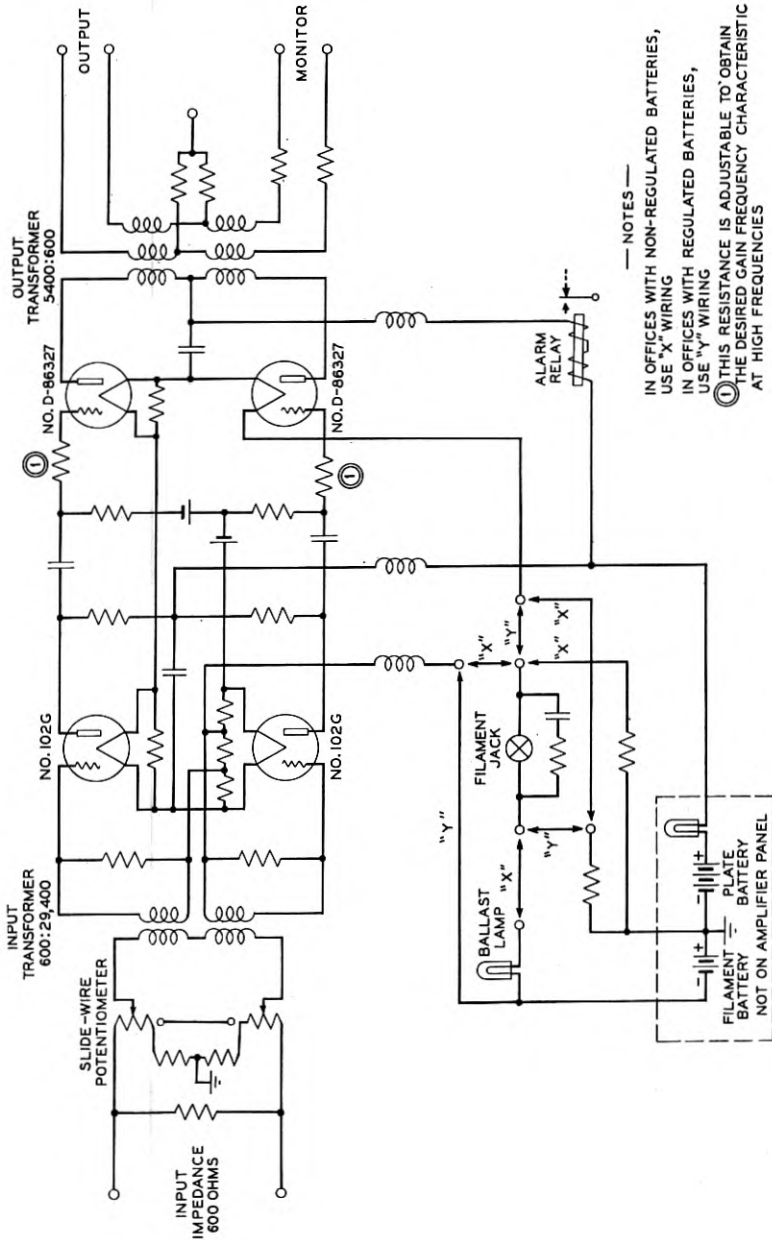 INPUT
IMPEDANCE
600 OHMS
SLIDE-WIRE
POTENTIOMETER
INPUT
TRANSFORMER
600:29,400
NO. 102G
NO. 102G
1
1
NO. D-86327
NO. D-86327
OUTPUT
TRANSFORMER
5400:600
OUTPUT
MONITOR
BALLAST
LAMP
"Y"
"X"
"Y"
FILAMENT
JACK
"X"
"Y"
"X"
"X"
ALARM
RELAY
- +
- +
FILAMENT
BATTERY
PLATE
BATTERY
NOT ON AMPLIFIER PANEL
— NOTES —
IN OFFICES WITH NON-REGULATED BATTERIES,
USE "X" WIRING
IN OFFICES WITH REGULATED BATTERIES,
USE "Y" WIRING
1 THIS RESISTANCE IS ADJUSTABLE TO OBTAIN
THE DESIRED GAIN FREQUENCY CHARACTERISTIC
AT HIGH FREQUENCIES